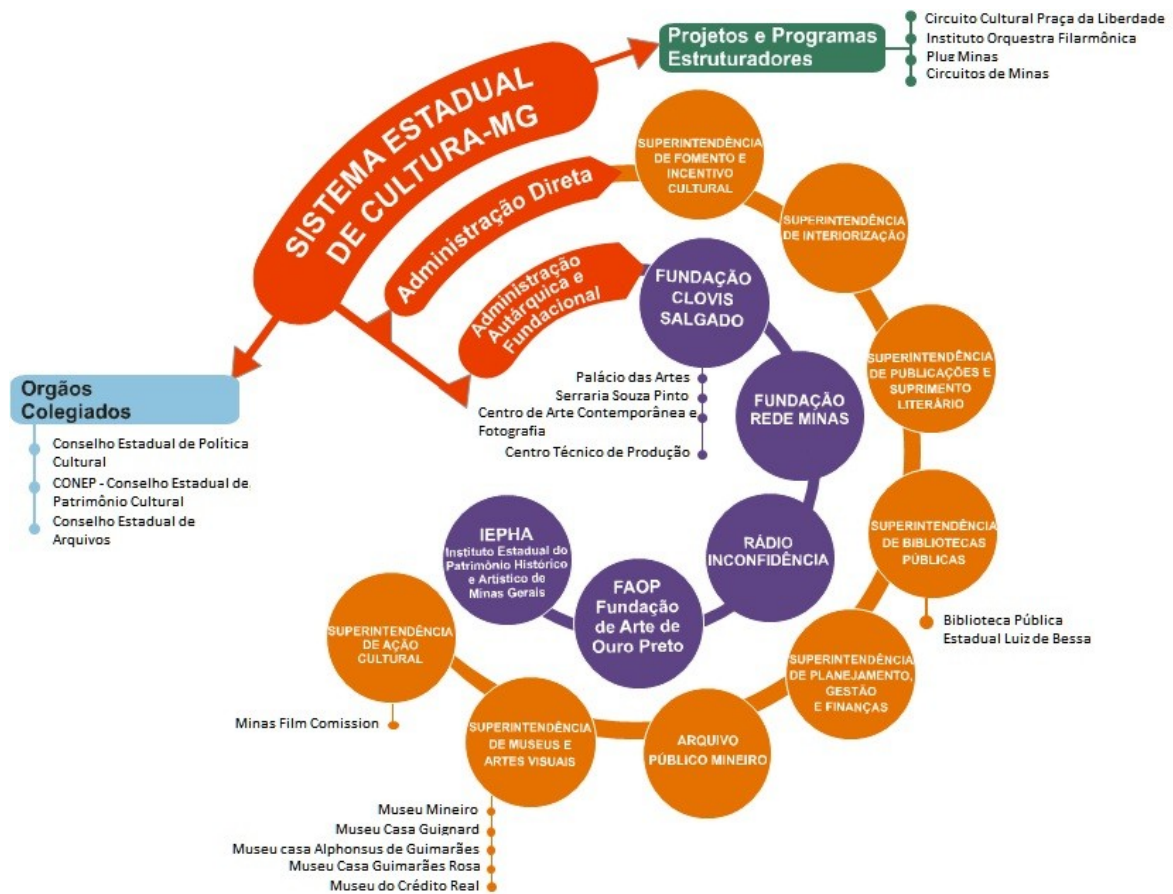 SISTEMA ESTADUAL
DE CULTURA-MG
Projetos e Programas
Estruturadores
Circuito Cultural Praça da Liberdade
Instituto Orquestra Filarmônica
Plug Minas
Circuitos de Minas
Administração Direta
SUPERINTENDÊNCIA
DE FOMENTO E
INCENTIVO
CULTURAL
SUPERINTENDÊNCIA
DE INTERIORIZAÇÃO
SUPERINTENDÊNCIA
DE PUBLICAÇÕES E
SUPRIMENTO
LITERÁRIO
SUPERINTENDÊNCIA
DE BIBLIOTECAS
PÚBLICAS
Biblioteca Pública
Estadual Luiz de Bessa
SUPERINTENDÊNCIA
DE PLANEJAMENTO,
GESTÃO
E FINANÇAS
ARQUIVO
PÚBLICO MINEIRO
SUPERINTENDÊNCIA
DE MUSEUS E
ARTES VISUAIS
Museu Mineiro
Museu Casa Guignard
Museu casa Alphonsus de Guimarães
Museu Casa Guimarães Rosa
Museu do Crédito Real
SUPERINTENDÊNCIA
DE AÇÃO
CULTURAL
Minas Film Comission
Administração
Autárquica e
Fundacional
FUNDAÇÃO
CLOVIS
SALGADO
Palácio das Artes
Serraria Souza Pinto
Centro de Arte Contemporânea e
Fotografia
Centro Técnico de Produção
FUNDAÇÃO
REDE MINAS
RÁDIO
INCONFIDÊNCIA
FAOP
Fundação
de Arte de
Ouro Preto
IEPHA
Instituto Estadual do
Patrimônio Histórico
e Artístico de
Minas Gerais
Orgãos
Colegiados
Conselho Estadual de Política
Cultural
CONEP - Conselho Estadual de
Patrimônio Cultural
Conselho Estadual de
Arquivos